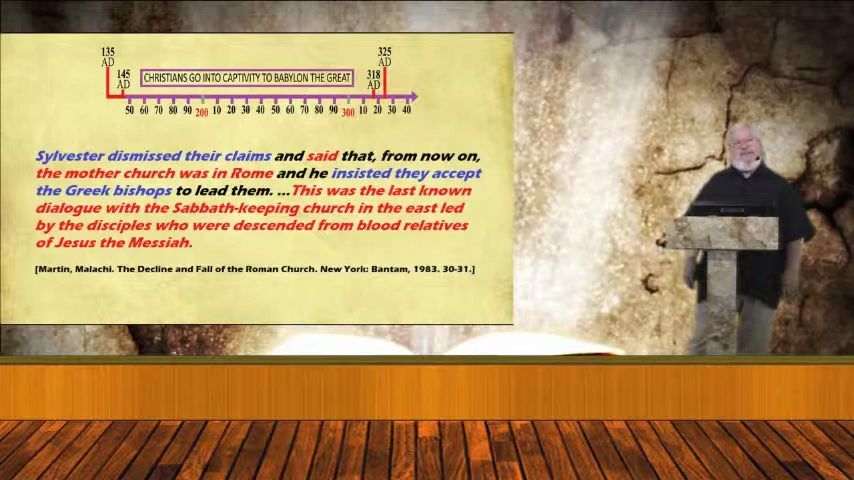 135
AD
325
AD
145
AD
CHRISTIANS GO INTO CAPTIVITY TO BABYLON THE GREAT
318
AD
50 60 70 80 90 200 10 20 30 40 50 60 70 80 90 300 10 20 30 40
Sylvester dismissed their claims and said that, from now on,
the mother church was in Rome and he insisted they accept
the Greek bishops to lead them. ...This was the last known
dialogue with the Sabbath-keeping church in the east led
by the disciples who were descended from blood relatives
of Jesus the Messiah.
[Martin, Malachi. The Decline and Fall of the Roman Church. New York: Bantam, 1983. 30-31.]